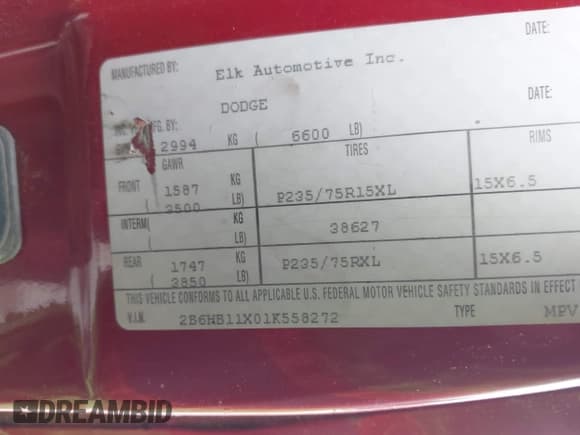 DATE:
MANUFACTURED BY: Elk Automotive Inc.
DODGE
FG. BY: DATE:
2994 KG ( 6600 LB)
GAWR TIRES RIMS
FRONT 1587 KG P235/75R15XL 15X6.5
( 3500 LB)
INTERM( KG 38627
LB)
REAR 1747 KG P235/75RXL 15X6.5
( 3850 LB)
THIS VEHICLE CONFORMS TO ALL APPLICABLE U.S. FEDERAL MOTOR VEHICLE SAFETY STANDARDS IN EFFECT
V.I.N. 2B6HB11X01K558272 TYPE MPV
DREAMBID